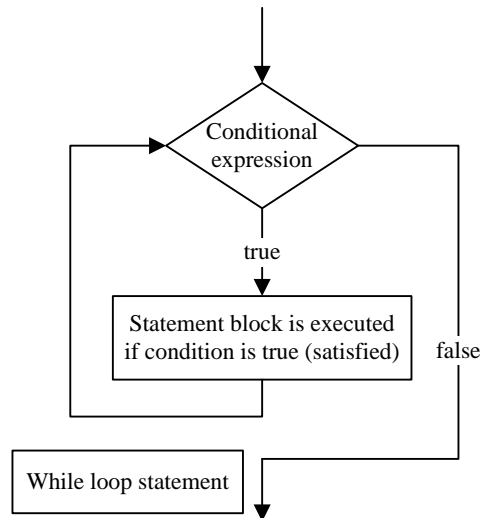 Conditional
expression
true
Statement block is executed
if condition is true (satisfied)
false
While loop statement